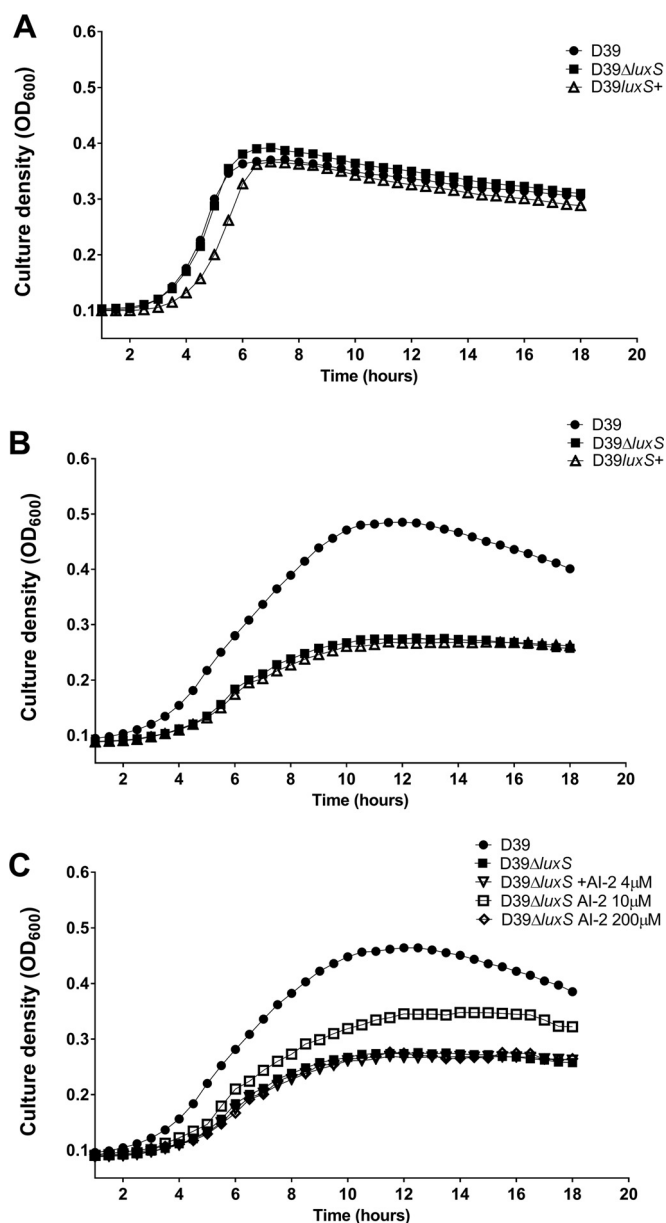 A
D39
D39ΔluxS
D39luxS+
Culture density (OD600)
0.6
0.5
0.4
0.3
0.2
0.1
2 4 6 8 10 12 14 16 18 20
Time (hours)
B
D39
D39ΔluxS
D39luxS+
Culture density (OD600)
0.6
0.5
0.4
0.3
0.2
0.1
2 4 6 8 10 12 14 16 18 20
Time (hours)
C
D39
D39ΔluxS
D39ΔluxS +AI-2 4μM
D39ΔluxS AI-2 10μM
D39ΔluxS AI-2 200μM
Culture density (OD600)
0.6
0.5
0.4
0.3
0.2
0.1
2 4 6 8 10 12 14 16 18 20
Time (hours)